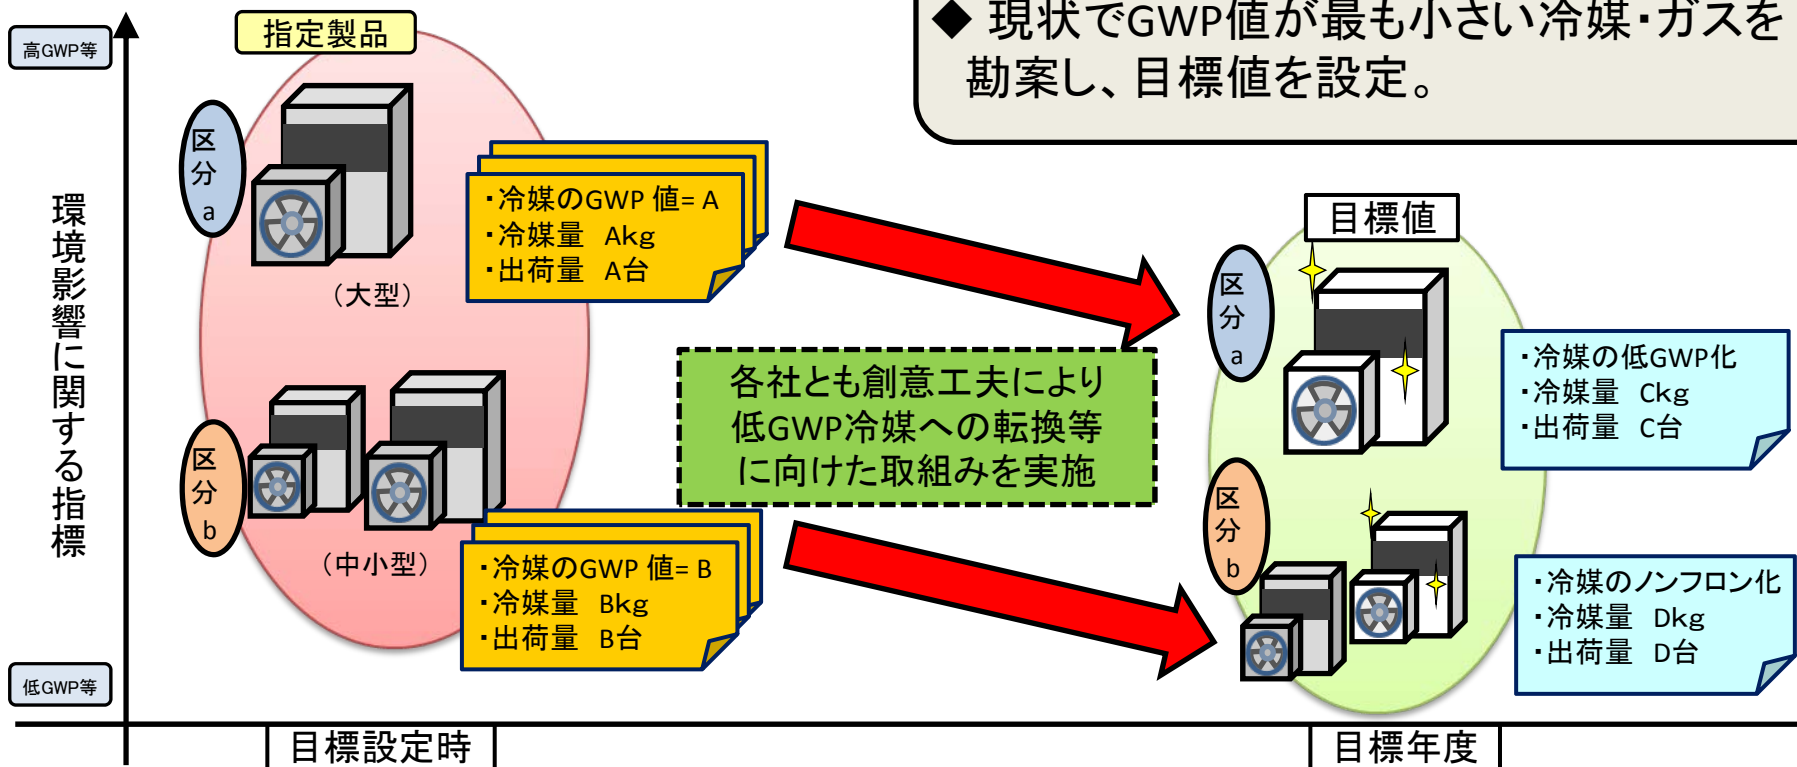 ◆ 現状でGWP値が最も小さい冷媒・ガスを
勘案し、目標値を設定。
高GWP等
指定製品
環境影響に関する指標
区分a
(大型)
・冷媒のGWP 値= A
・冷媒量 Akg
・出荷量 A台
区分b
(中小型)
・冷媒のGWP 値= B
・冷媒量 Bkg
・出荷量 B台
各社とも創意工夫により
低GWP冷媒への転換等
に向けた取組みを実施
目標値
区分a
・冷媒の低GWP化
・冷媒量 Ckg
・出荷量 C台
区分b
・冷媒のノンフロン化
・冷媒量 Dkg
・出荷量 D台
低GWP等
目標設定時
目標年度